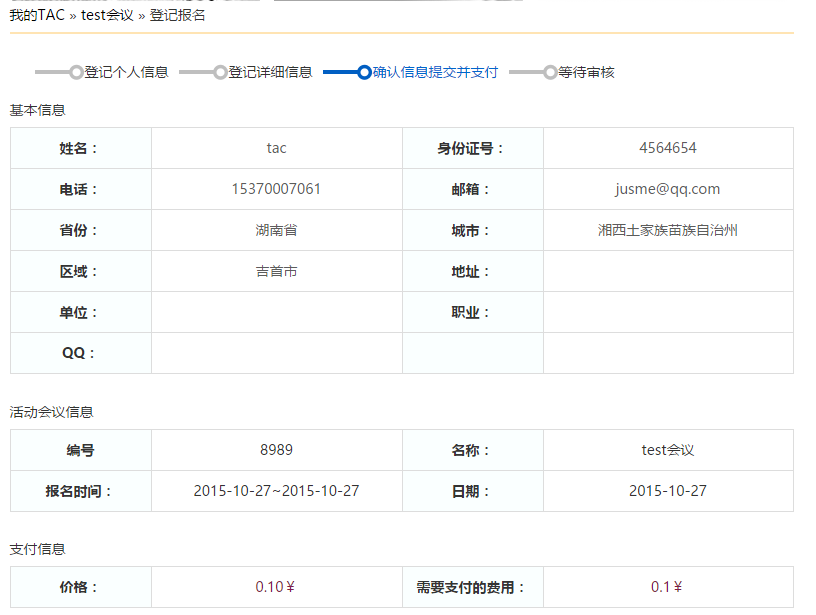 我的TAC » test会议 » 登记报名
登记个人信息 登记详细信息 确认信息提交并支付 等待审核
基本信息
姓名： tac 身份证号： 4564654
电话： 15370007061 邮箱： jusme@qq.com
省份： 湖南省 城市： 湘西土家族苗族自治州
区域： 吉首市 地址：
单位： 职业：
QQ：
活动会议信息
编号 8989 名称： test会议
报名时间： 2015-10-27~2015-10-27 日期： 2015-10-27
支付信息
价格： 0.10￥ 需要支付的费用： 0.1￥